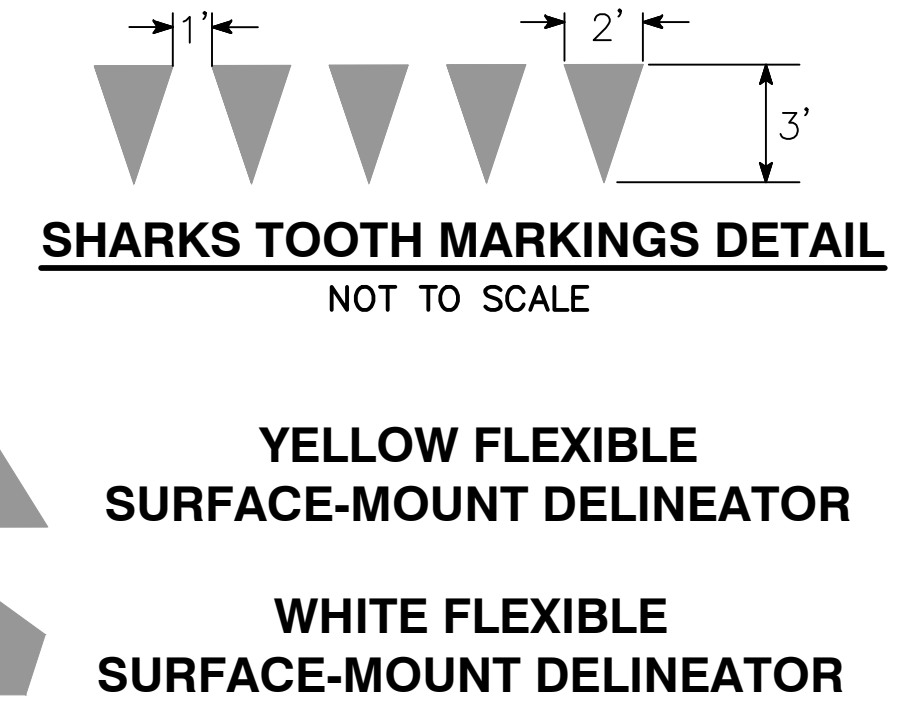 1’ 2’
3’
SHARKS TOOTH MARKINGS DETAIL
NOT TO SCALE
YELLOW FLEXIBLE
SURFACE-MOUNT DELINEATOR
WHITE FLEXIBLE
SURFACE-MOUNT DELINEATOR